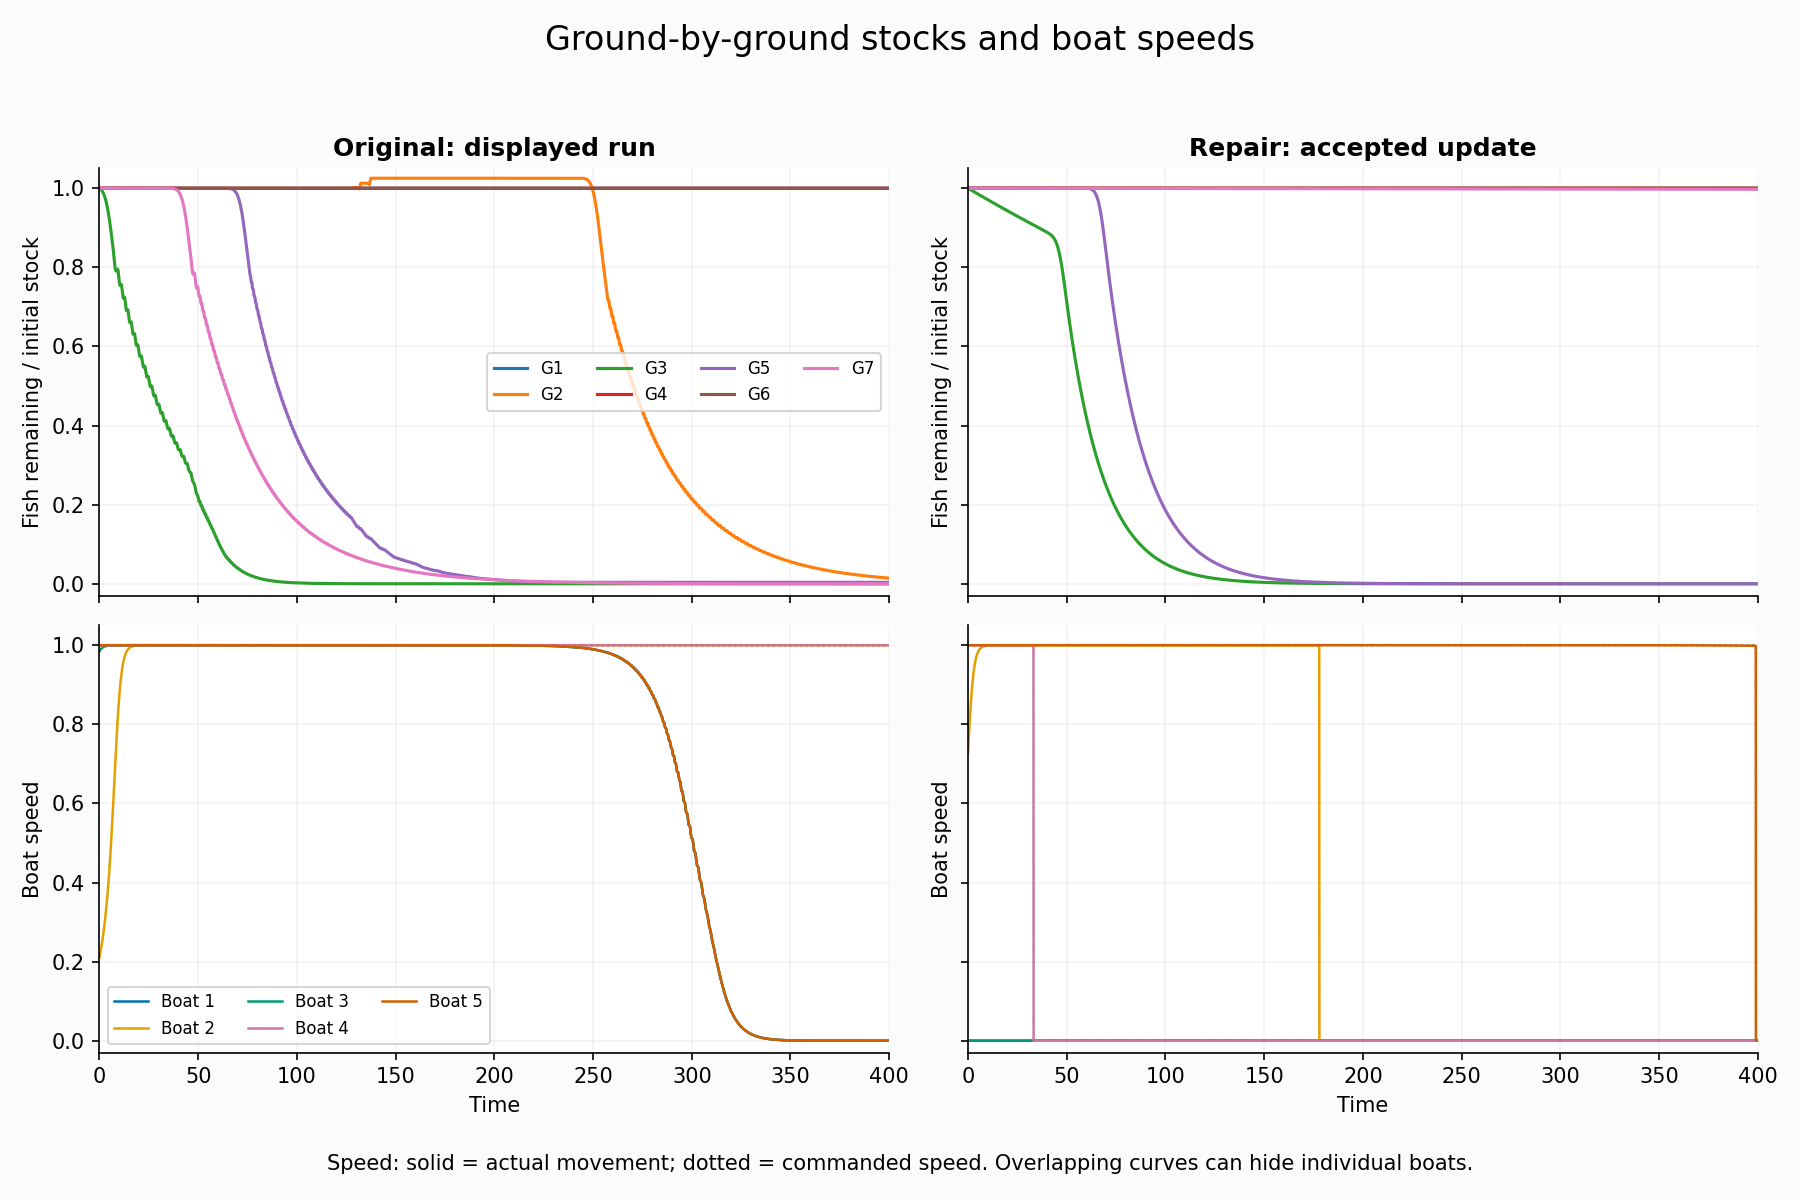 Ground-by-ground stocks and boat speeds
Original: displayed run
Repair: accepted update
Fish remaining / initial stock
1.0
0.8
0.6
0.4
0.2
0.0
G1 G3 G5 G7
G2 G4 G6
Fish remaining / initial stock
Boat speed
1.0
0.8
0.6
0.4
0.2
0.0
Boat 1 Boat 3 Boat 5
Boat 2 Boat 4
0 50 100 150 200 250 300 350 400
Time
Boat speed
0 50 100 150 200 250 300 350 400
Time
Speed: solid = actual movement; dotted = commanded speed. Overlapping curves can hide individual boats.